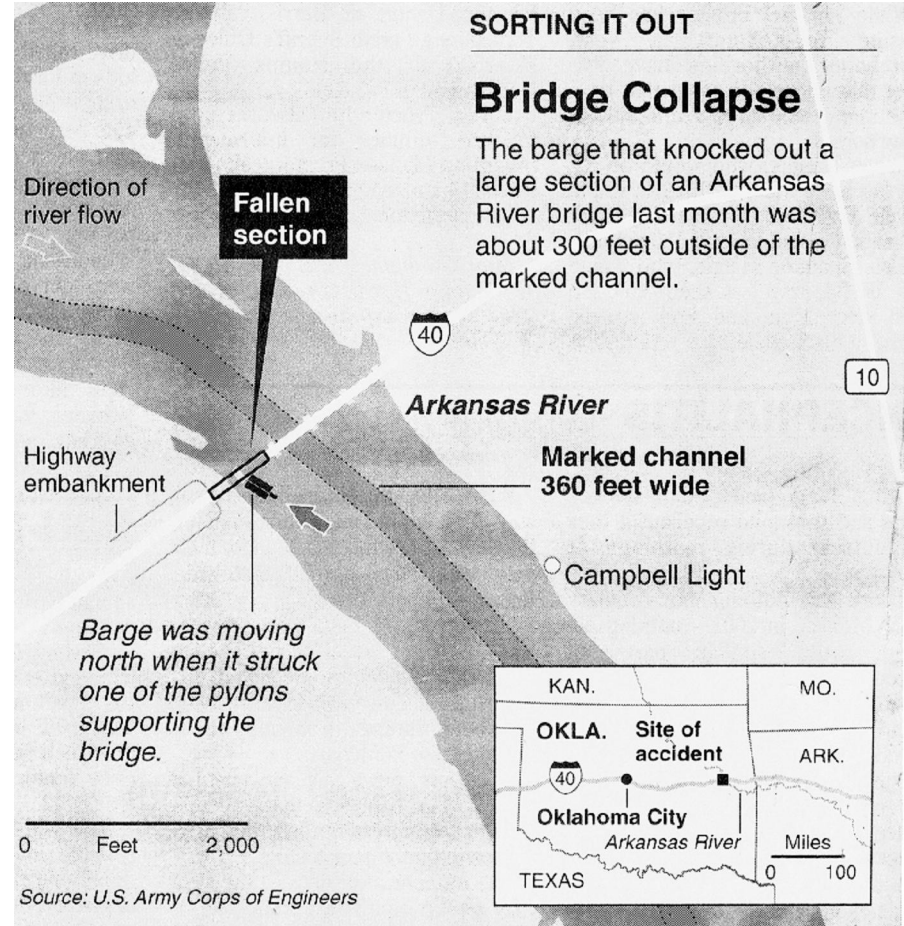 SORTING IT OUT
Bridge Collapse
The barge that knocked out a
large section of an Arkansas
River bridge last month was
about 300 feet outside of the
marked channel.
Direction of
river flow
Fallen
section
40
10
Arkansas River
Highway
embankment
Marked channel
360 feet wide
Campbell Light
Barge was moving
north when it struck
one of the pylons
supporting the
bridge.
0 Feet 2,000
Source: U.S. Army Corps of Engineers
KAN.
MO.
OKLA.
Site of
accident
ARK.
40
Oklahoma City
Arkansas River
Miles
0 100
TEXAS